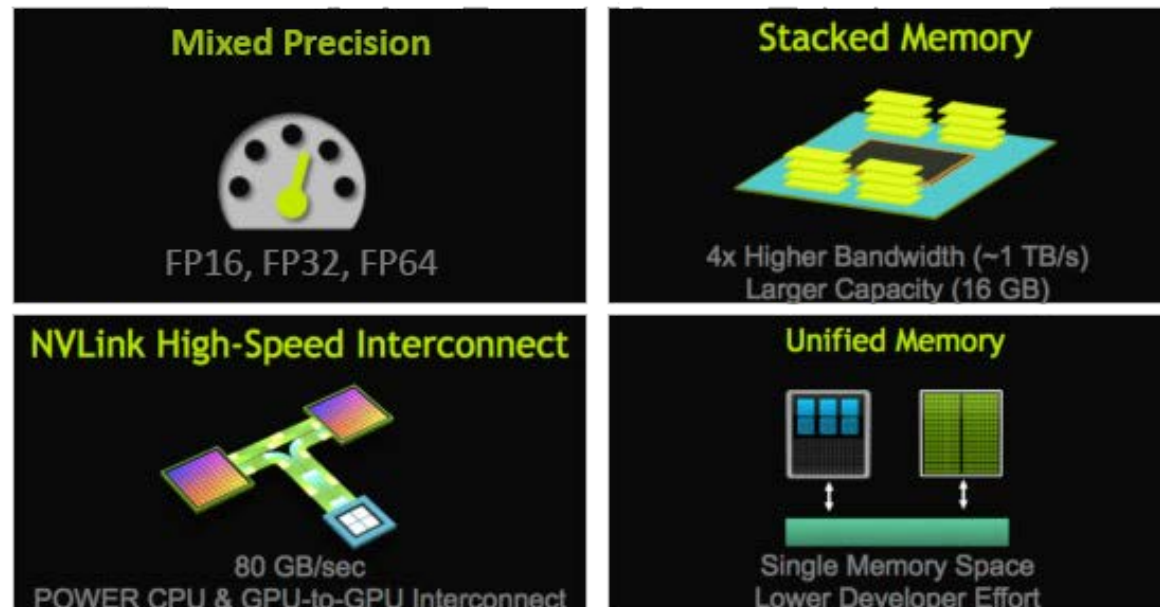 Mixed Precision
FP16, FP32, FP64
Stacked Memory
4x Higher Bandwidth (~1 TB/s)
Larger Capacity (16 GB)
NVLink High-Speed Interconnect
80 GB/sec
POWER CPU & GPU-to-GPU Interconnect
Unified Memory
Single Memory Space
Lower Developer Effort